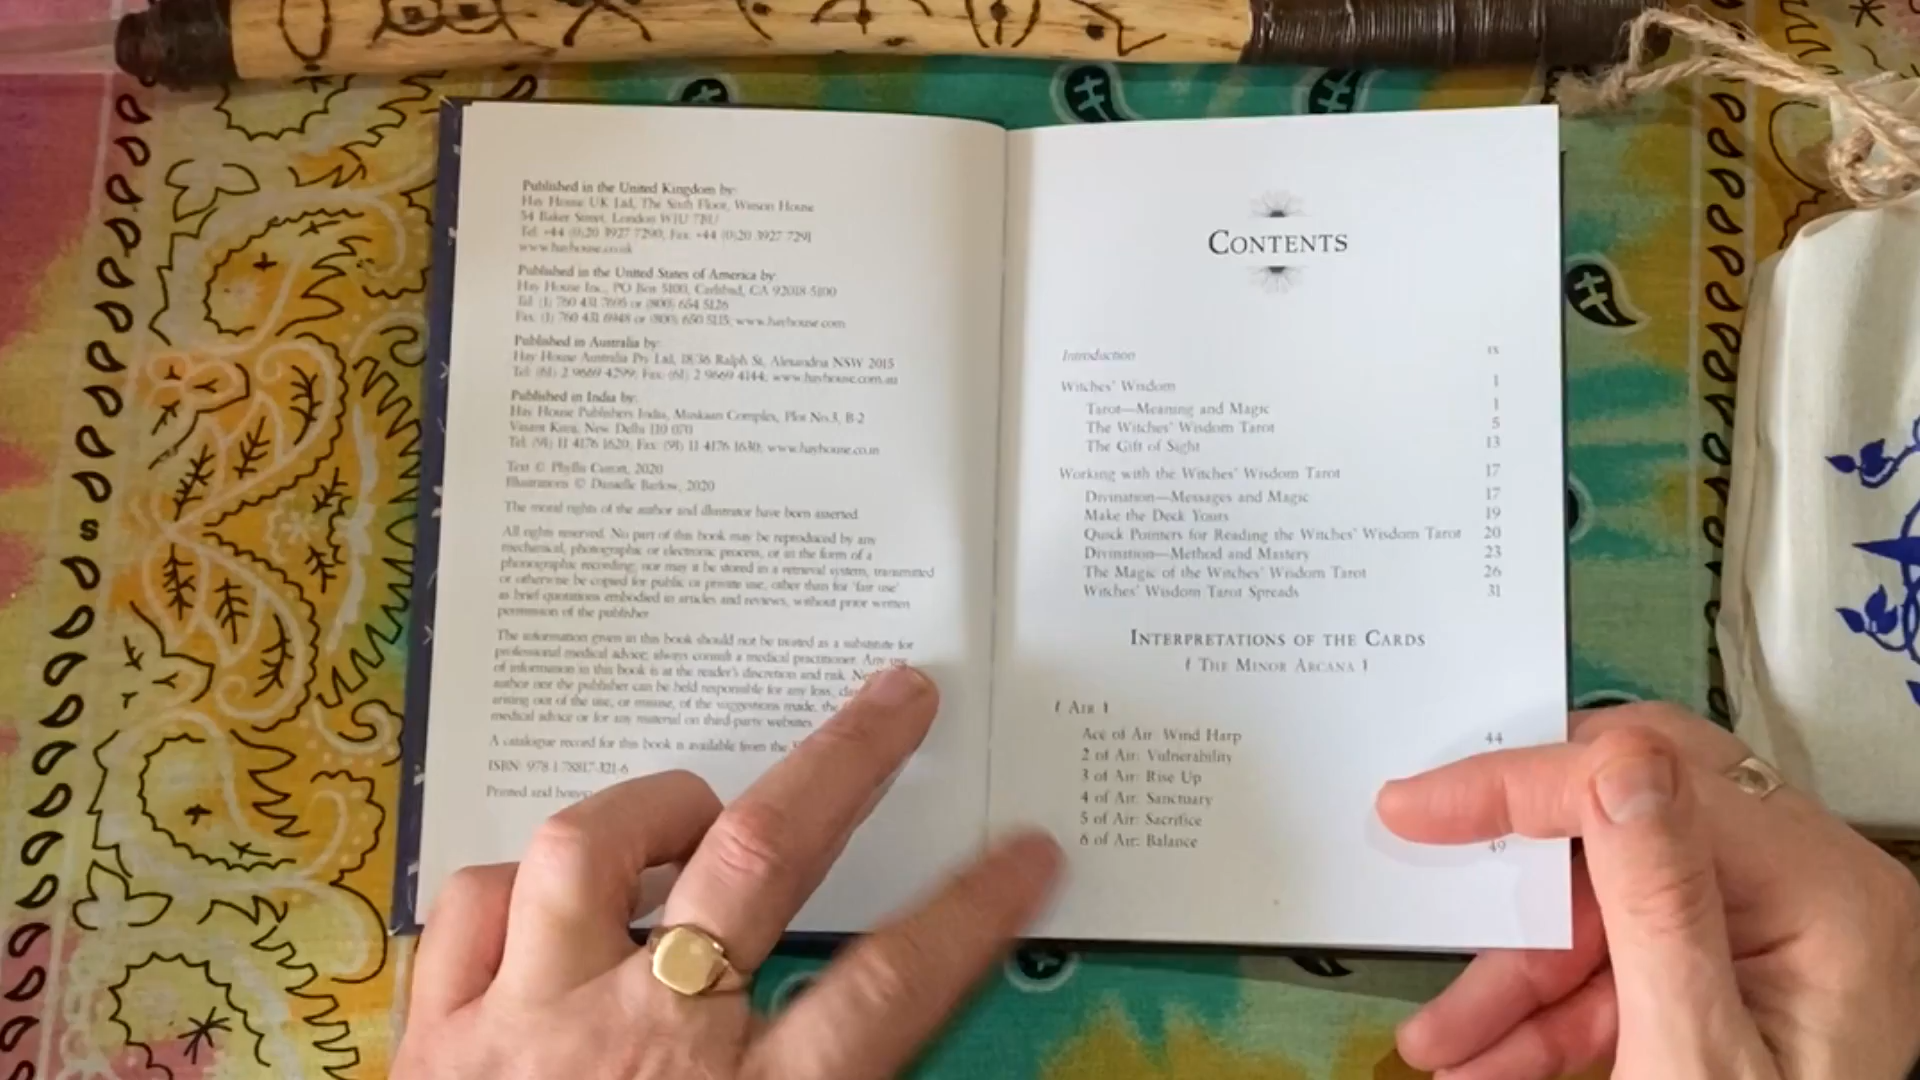 Published in the United Kingdom by:
Hay House UK Ltd, The Sixth Floor, Watson House
54 Baker Street, London W1U 7BU
Tel: +44 (0)20 3927 7290; Fax: +44 (0)20 3927 7291
www.hayhouse.co.uk
Published in the United States of America by:
Hay House Inc., PO Box 5100, Carlsbad, CA 92018-5100
Tel: (1) 760 431 7695 or (800) 654 5126
Fax: (1) 760 431 6948 or (800) 650 5115; www.hayhouse.com
Published in Australia by:
Hay House Australia Pty Ltd, 18/36 Ralph St, Alexandria NSW 2015
Tel: (61) 2 9669 4299; Fax: (61) 2 9669 4144; www.hayhouse.com.au
Published in India by:
Hay House Publishers India, Muskaan Complex, Plot No.3, B-2
Vasant Kunj, New Delhi 110 070
Tel: (91) 11 4176 1620; Fax: (91) 11 4176 1630; www.hayhouse.co.in
Text © Phyllis Curott, 2020
Illustrations © Danielle Barlow, 2020
The moral rights of the author and illustrator have been asserted.
All rights reserved. No part of this book may be reproduced by any
mechanical, photographic or electronic process, or in the form of a
phonographic recording; nor may it be stored in a retrieval system, transmitted
or otherwise be copied for public or private use, other than for 'fair use'
as brief quotations embodied in articles and reviews, without prior written
permission of the publisher.
The information given in this book should not be treated as a substitute for
professional medical advice; always consult a medical practitioner. Any use
of information in this book is at the reader's discretion and risk.
author nor the publisher can be held responsible for any loss,
arising out of the use, or misuse, of the suggestions made, the
medical advice or for any material on third-party websites.
A catalogue record for this book is available from the
ISBN: 978-1-78817-321-6
Printed and
CONTENTS
Introduction ix
Witches' Wisdom 1
Tarot—Meaning and Magic 1
The Witches' Wisdom Tarot 5
The Gift of Sight 13
Working with the Witches' Wisdom Tarot 17
Divination—Messages and Magic 17
Make the Deck Yours 19
Quick Pointers for Reading the Witches' Wisdom Tarot 20
Divination—Method and Mastery 23
The Magic of the Witches' Wisdom Tarot 26
Witches' Wisdom Tarot Spreads 31
INTERPRETATIONS OF THE CARDS
THE MINOR ARCANA
AIR
Ace of Air: Wind Harp 44
2 of Air: Vulnerability
3 of Air: Rise Up
4 of Air: Sanctuary
5 of Air: Sacrifice
6 of Air: Balance 49